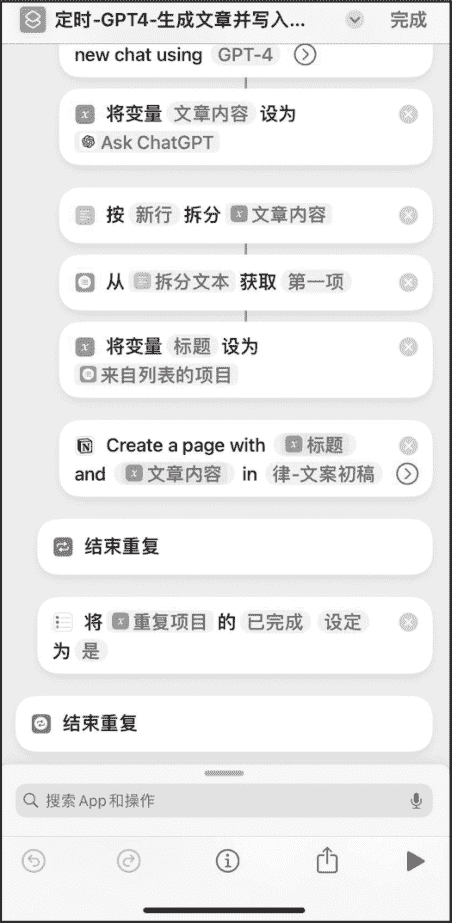 定时-GPT4-生成文章并写入...
完成
new chat using GPT-4
将变量 文章内容 设为
Ask ChatGPT
按 新行 拆分 文章内容
从 拆分文本 获取 第一项
将变量 标题 设为
来自列表的项目
Create a page with 标题
and 文章内容 in 律-文案初稿
结束重复
将 重复项目 的 已完成 设定
为 是
结束重复
搜索 App 和操作